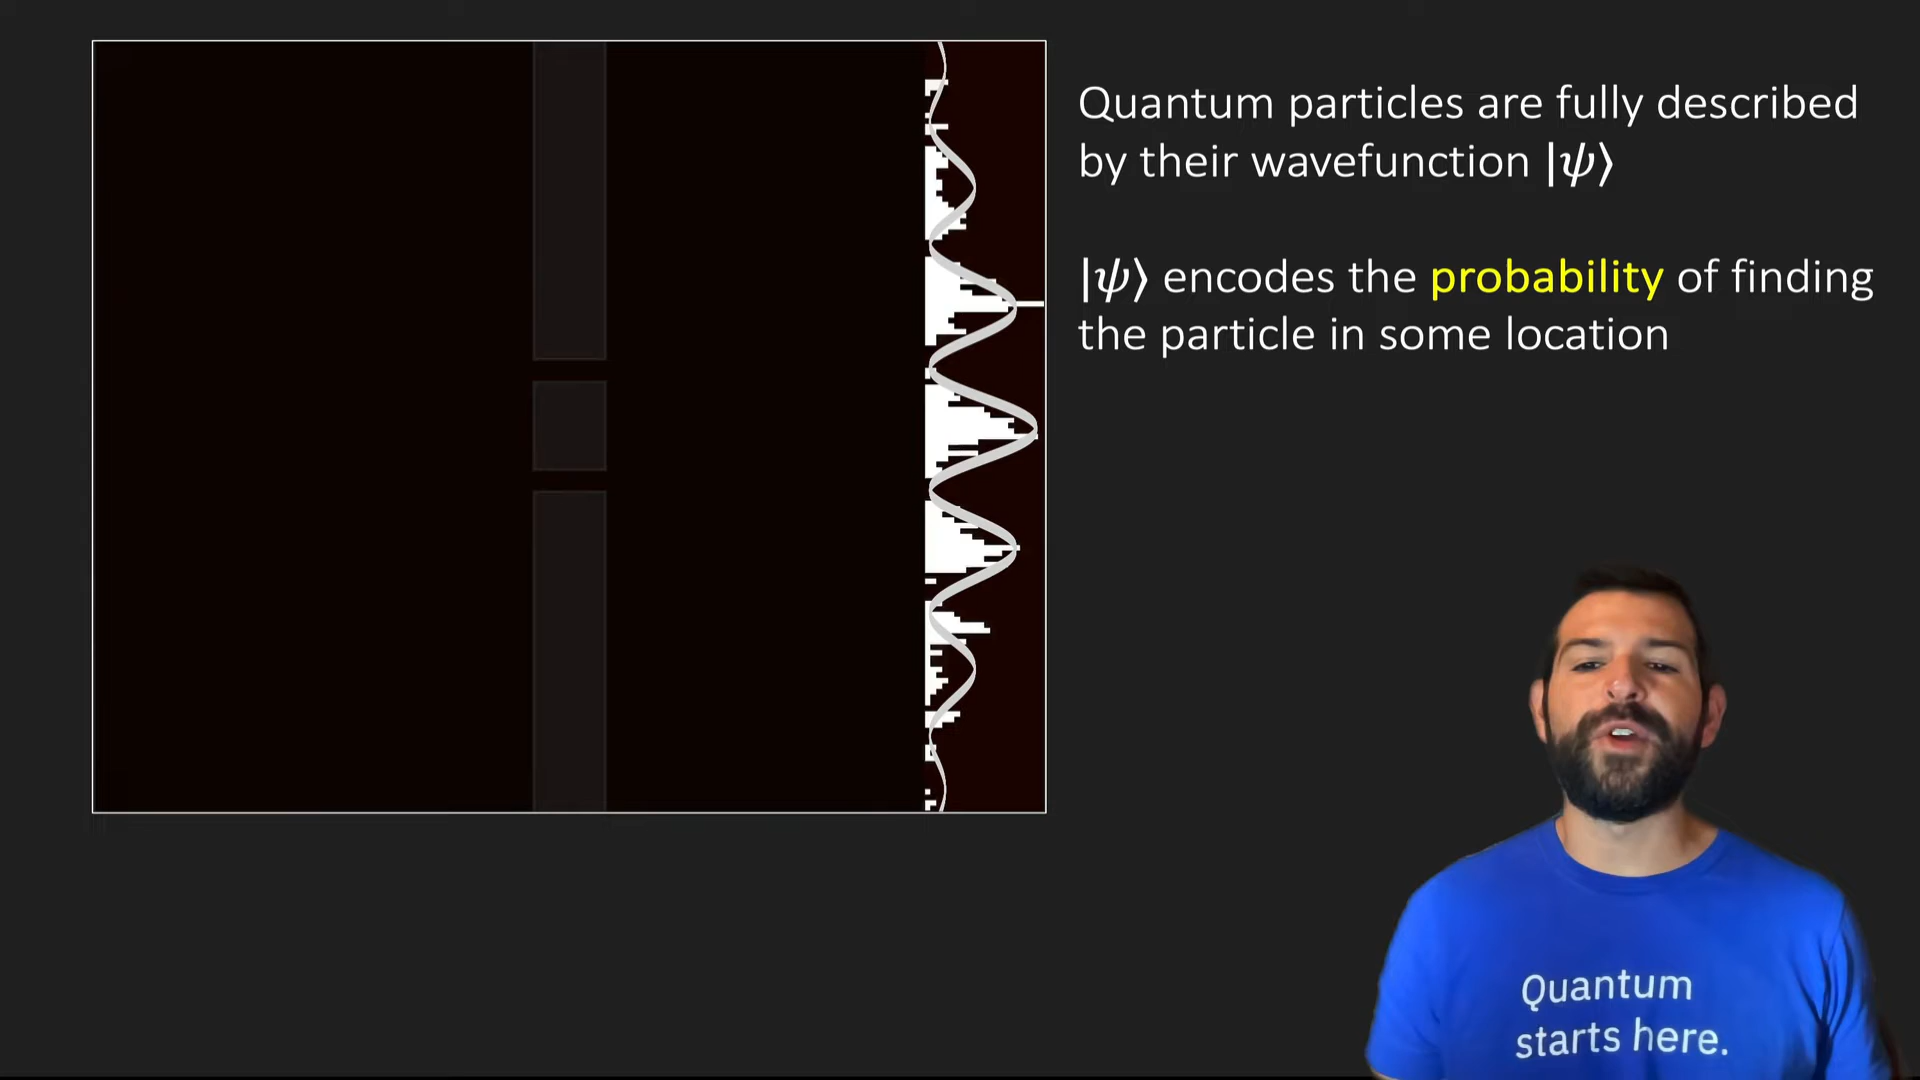 Quantum particles are fully described
by their wavefunction |ψ⟩
|ψ⟩ encodes the probability of finding
the particle in some location
Quantum
starts here.